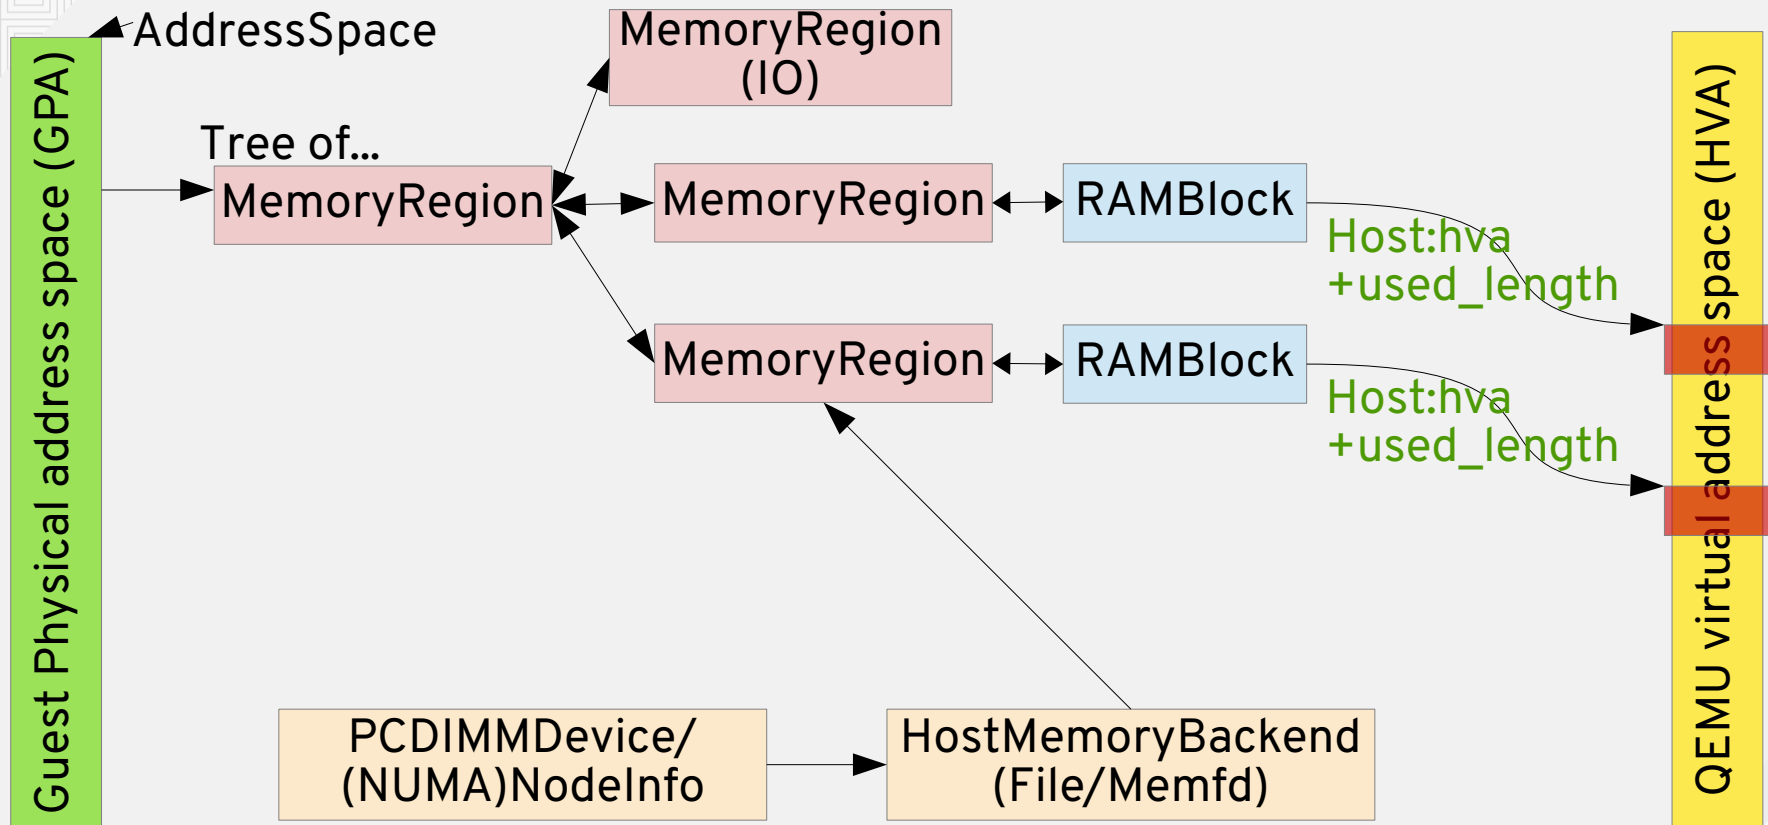 AddressSpace
Guest Physical address space (GPA)
Tree of...
MemoryRegion
MemoryRegion
(IO)
MemoryRegion
RAMBlock
Host:hva
+used_length
MemoryRegion
RAMBlock
Host:hva
+used_length
PCDIMMDevice/
(NUMA)NodeInfo
HostMemoryBackend
(File/Memfd)
QEMU virtual address space (HVA)